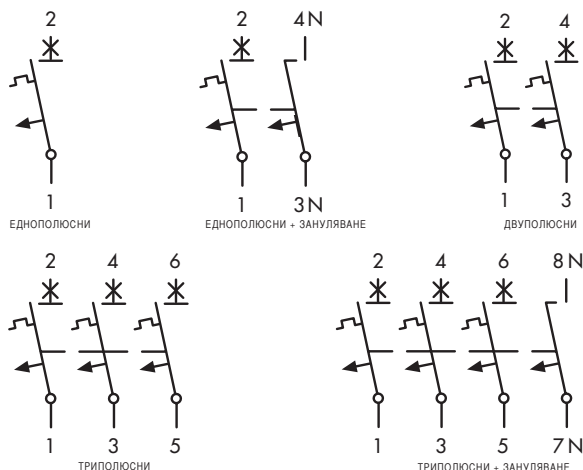 2 2 4N 2 4
1 1 3N 1 3
ЕДНОПОЛЮСНИ ЕДНОПОЛЮСНИ + ЗАНУЛЯВАНЕ ДВУПОЛЮСНИ
2 4 6 2 4 6 8N
1 3 5 1 3 5 7N
ТРИПОЛЮСНИ ТРИПОЛЮСНИ + ЗАНУЛЯВАНЕ